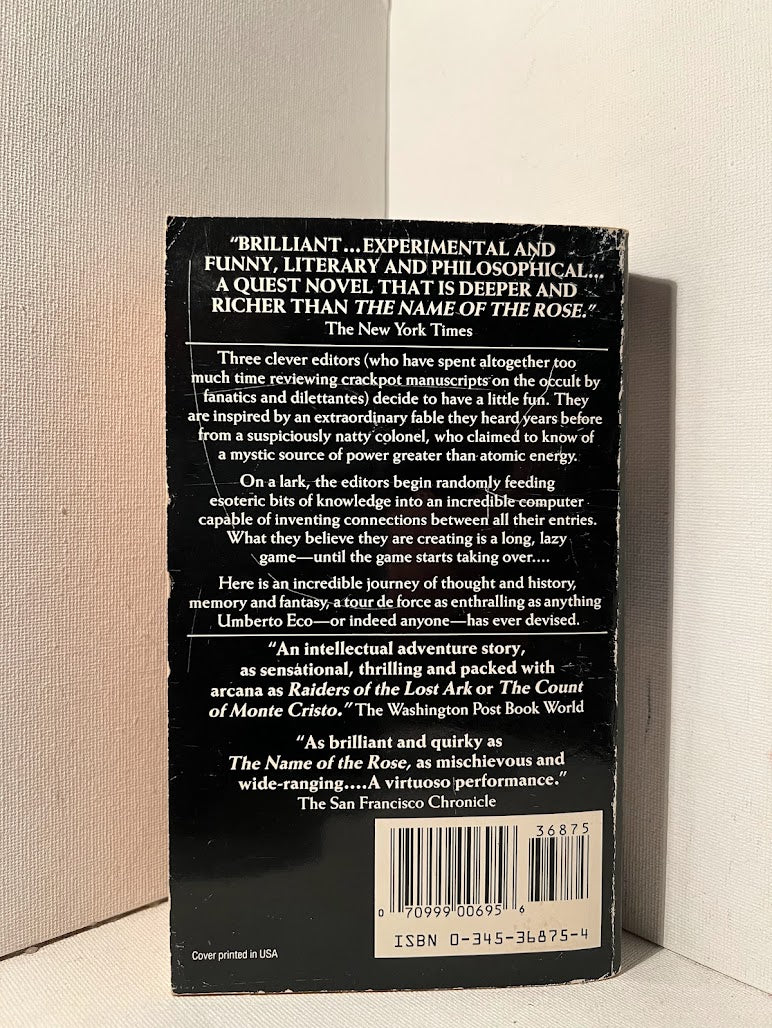 "BRILLIANT...EXPERIMENTAL AND
FUNNY, LITERARY AND PHILOSOPHICAL...
A QUEST NOVEL THAT IS DEEPER AND
RICHER THAN THE NAME OF THE ROSE."
The New York Times
Three clever editors (who have spent altogether too
much time reviewing crackpot manuscripts on the occult by
fanatics and dilettantes) decide to have a little fun. They
are inspired by an extraordinary fable they heard years before
from a suspiciously natty colonel, who claimed to know of
a mystic source of power greater than atomic energy.
On a lark, the editors begin randomly feeding
esoteric bits of knowledge into an incredible computer
capable of inventing connections between all their entries.
What they believe they are creating is a long, lazy
game—until the game starts taking over....
Here is an incredible journey of thought and history,
memory and fantasy, a tour de force as enthralling as anything
Umberto Eco—or indeed anyone—has ever devised.
"An intellectual adventure story,
as sensational, thrilling and packed with
arcana as Raiders of the Lost Ark or The Count
of Monte Cristo." The Washington Post Book World
"As brilliant and quirky as
The Name of the Rose, as mischievous and
wide-ranging....A virtuoso performance."
The San Francisco Chronicle
36875
0 70999 00695 6
ISBN 0-345-36875-4
Cover printed in USA